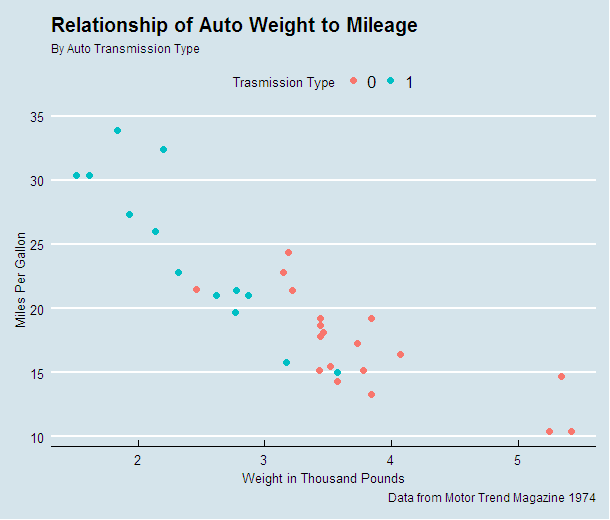 Relationship of Auto Weight to Mileage
By Auto Transmission Type
Trasmission Type 0 1
35
30
25
20
15
10
Miles Per Gallon
2 3 4 5
Weight in Thousand Pounds
Data from Motor Trend Magazine 1974